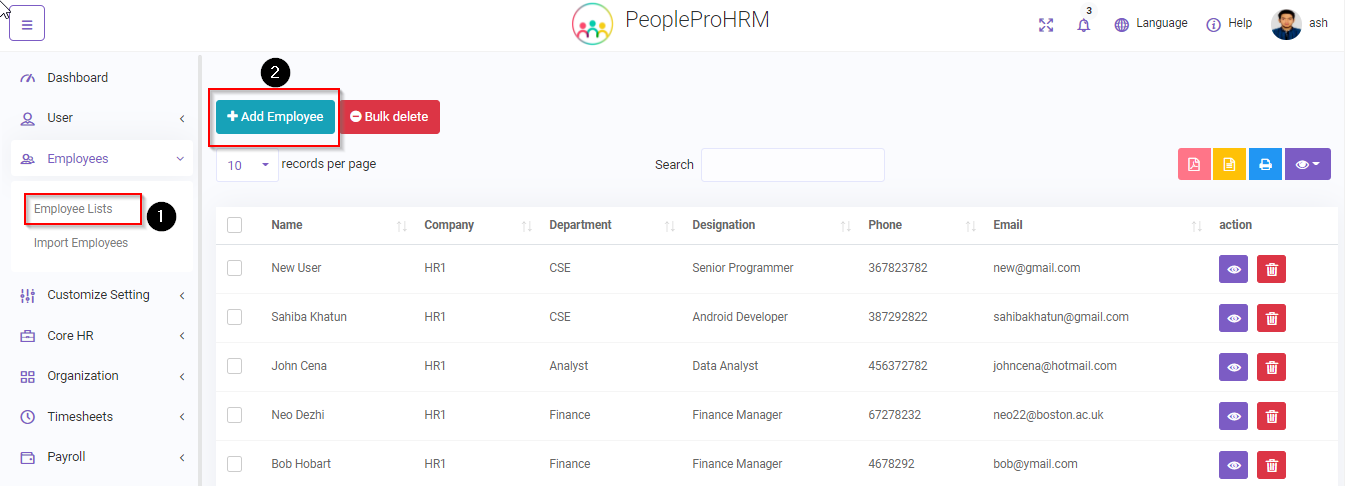 PeopleProHRM
3
Language
Help
ash
Dashboard
User
Employees
Employee Lists
1
Import Employees
Customize Setting
Core HR
Organization
Timesheets
Payroll
2
Add Employee
Bulk delete
10 records per page
Search
Name Company Department Designation Phone Email action
New User HR1 CSE Senior Programmer 367823782 new@gmail.com
Sahiba Khatun HR1 CSE Android Developer 387292822 sahibakhatun@gmail.com
John Cena HR1 Analyst Data Analyst 456372782 johncena@hotmail.com
Neo Dezhi HR1 Finance Finance Manager 67278232 neo22@boston.ac.uk
Bob Hobart HR1 Finance Finance Manager 4678292 bob@ymail.com